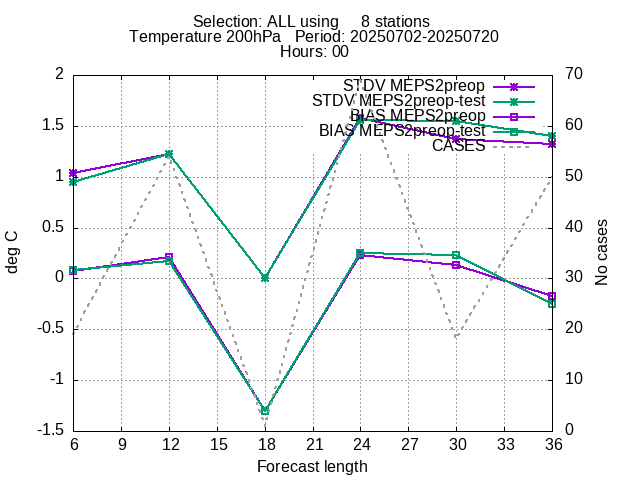 Selection: ALL using 8 stations
Temperature 200hPa Period: 20250702-20250720
Hours: 00
STDV MEPS2preop
STDV MEPS2preop-test
BIAS MEPS2preop
BIAS MEPS2preop-test
CASES
deg C
2
1.5
1
0.5
0
-0.5
-1
-1.5
70
60
50
40
30
20
10
0
No cases
6 9 12 15 18 21 24 27 30 33 36
Forecast length